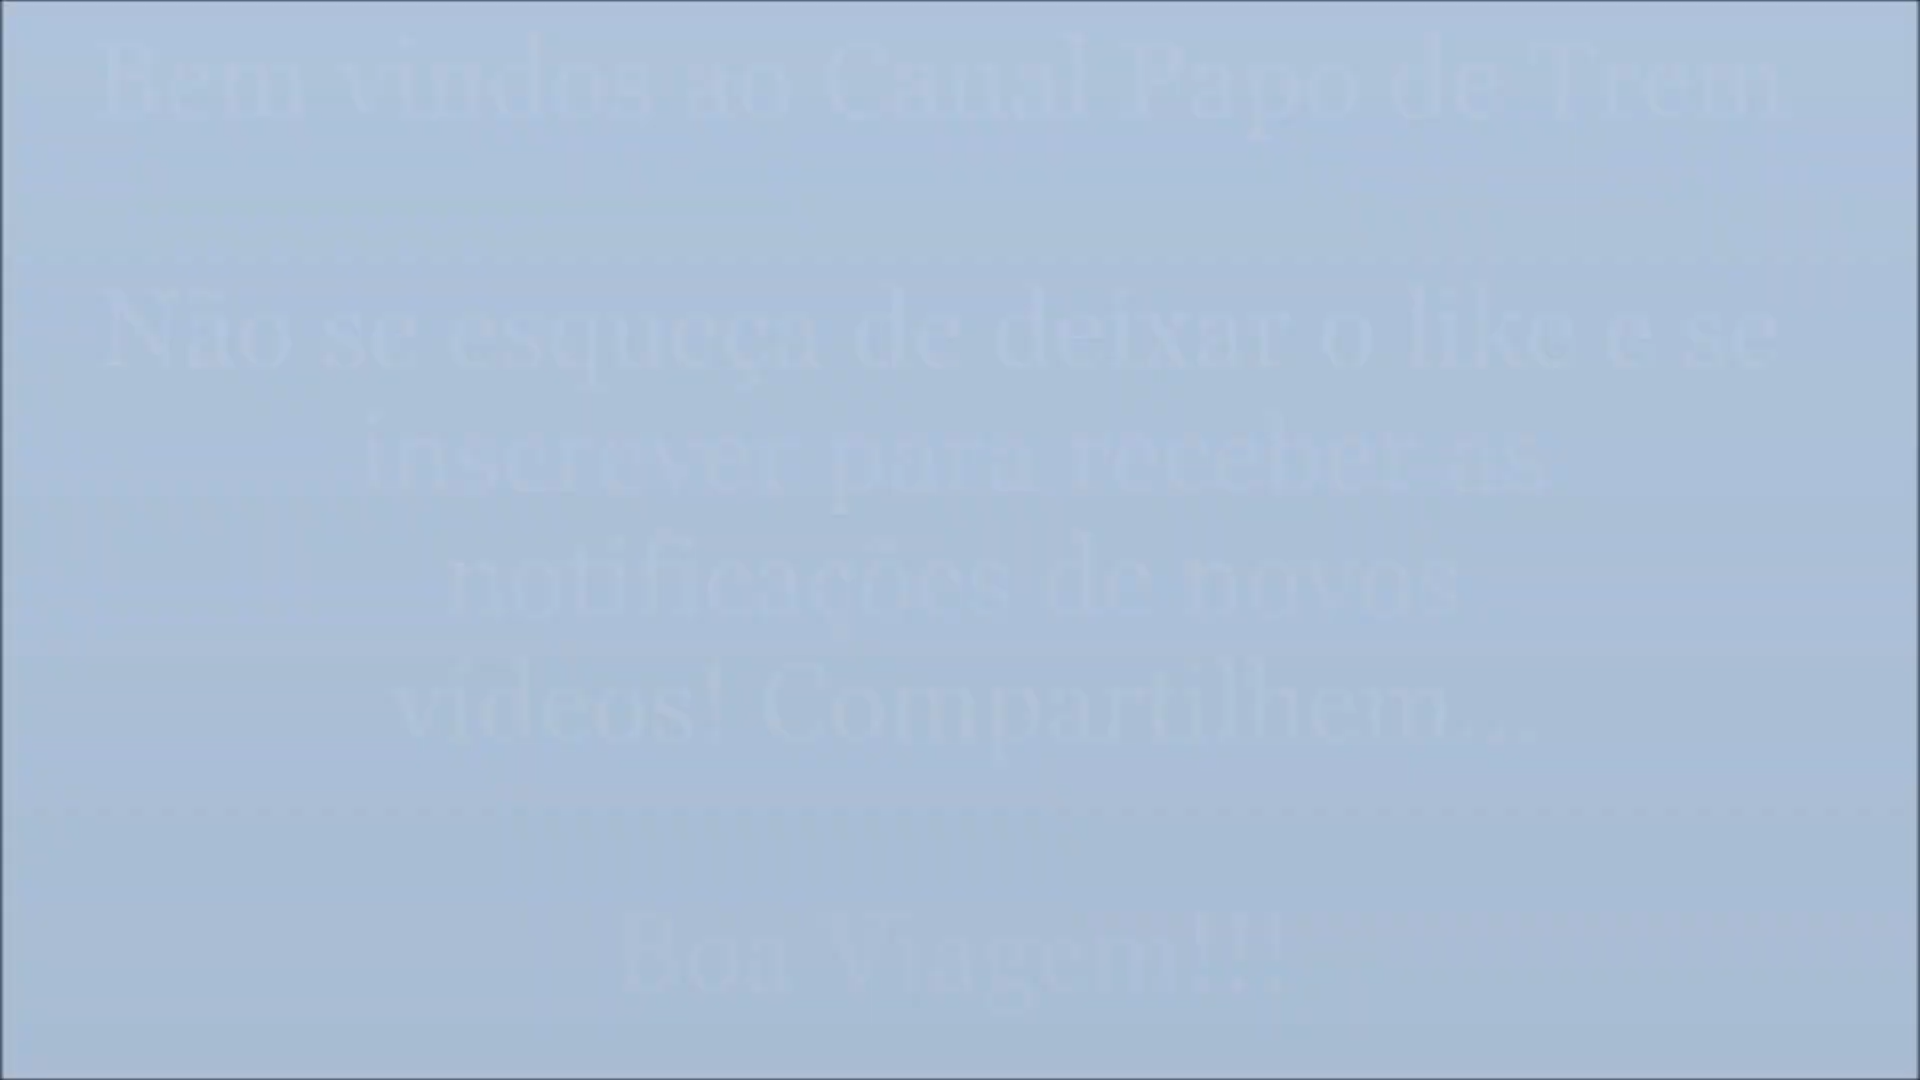 Bem vindos ao Canal Papo de Trem
Não se esqueça de deixar o like e se
inscrever para receber as
notificações de novos
vídeos! Compartilhem...
Boa Viagem!!!